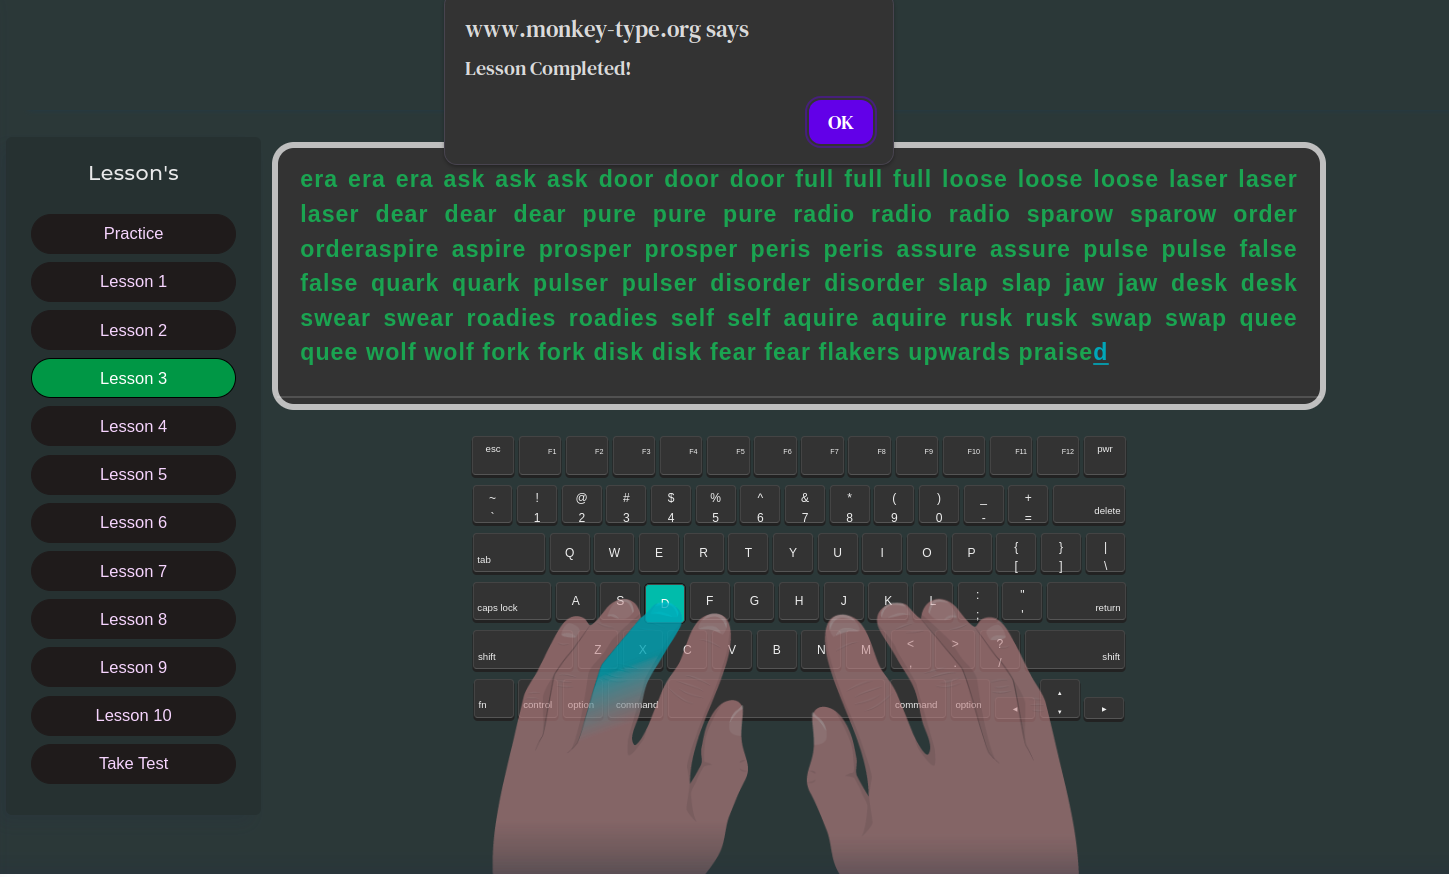 www.monkey-type.org says
Lesson Completed!
OK
Lesson's
Practice
Lesson 1
Lesson 2
Lesson 3
Lesson 4
Lesson 5
Lesson 6
Lesson 7
Lesson 8
Lesson 9
Lesson 10
Take Test
era era era ask ask ask door door door full full full loose loose loose laser laser
laser dear dear dear pure pure pure radio radio radio sparow sparow order
orderaspire aspire prosper prosper peris peris assure assure pulse pulse false
false quark quark pulser pulser disorder disorder slap slap jaw jaw desk desk
swear swear roadies roadies self self aquire aquire rusk rusk swap swap quee
quee wolf wolf fork fork disk disk fear fear flakers upwards praised
esc F1 F2 F3 F4 F5 F6 F7 F8 F9 F10 F11 F12 pwr
~ ! @ # $ % ^ & * ( ) _ +
` 1 2 3 4 5 6 7 8 9 0 - = delete
tab Q W E R T Y U I O P { } |
[ ] \
caps lock A S D F G H J K L : "
; ' return
shift Z X C V B N M < > ?
, . / shift
fn control option command command option ◂ ▴ ▾ ▸